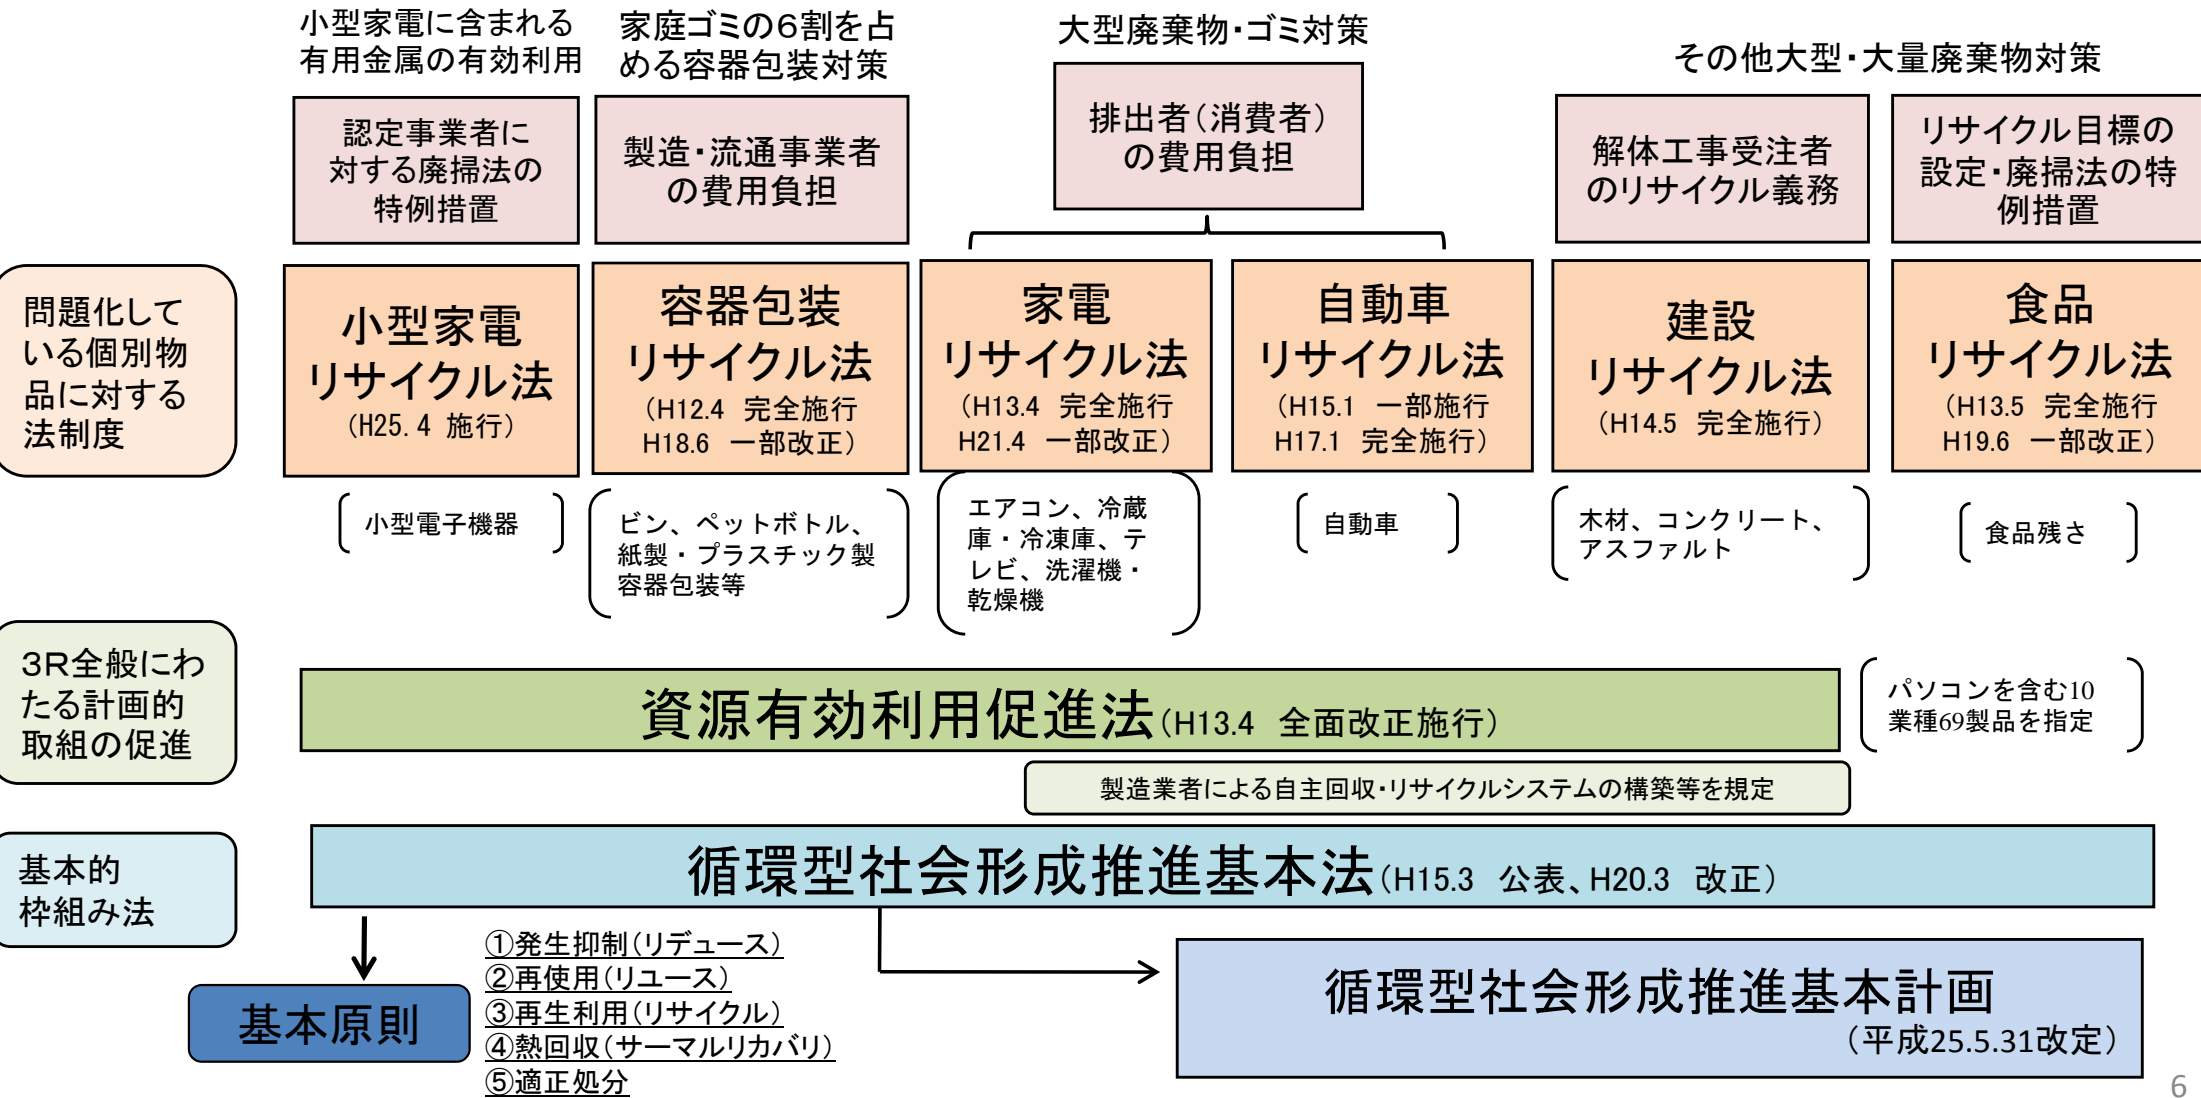 小型家電に含まれる
有用金属の有効利用
家庭ゴミの6割を占
める容器包装対策
大型廃棄物・ゴミ対策
その他大型・大量廃棄物対策
認定事業者に
対する廃掃法の
特例措置
製造・流通事業者
の費用負担
排出者(消費者)
の費用負担
解体工事受注者
のリサイクル義務
リサイクル目標の
設定・廃掃法の特
例措置
問題化して
いる個別物
品に対する
法制度
小型家電
リサイクル法
(H25.4 施行)
容器包装
リサイクル法
(H12.4 完全施行
H18.6 一部改正)
家電
リサイクル法
(H13.4 完全施行
H21.4 一部改正)
自動車
リサイクル法
(H15.1 一部施行
H17.1 完全施行)
建設
リサイクル法
(H14.5 完全施行)
食品
リサイクル法
(H13.5 完全施行
H19.6 一部改正)
小型電子機器
ビン、ペットボトル、
紙製・プラスチック製
容器包装等
エアコン、冷蔵
庫・冷凍庫、テ
レビ、洗濯機・
乾燥機
自動車
木材、コンクリート、
アスファルト
食品残さ
3R全般にわ
たる計画的
取組の促進
資源有効利用促進法(H13.4 全面改正施行)
パソコンを含む10
業種69製品を指定
製造業者による自主回収・リサイクルシステムの構築等を規定
基本的
枠組み法
循環型社会形成推進基本法(H15.3 公表、H20.3 改正)
基本原則
①発生抑制(リデュース)
②再使用(リユース)
③再生利用(リサイクル)
④熱回収(サーマルリカバリ)
⑤適正処分
循環型社会形成推進基本計画
(平成25.5.31改定)
6